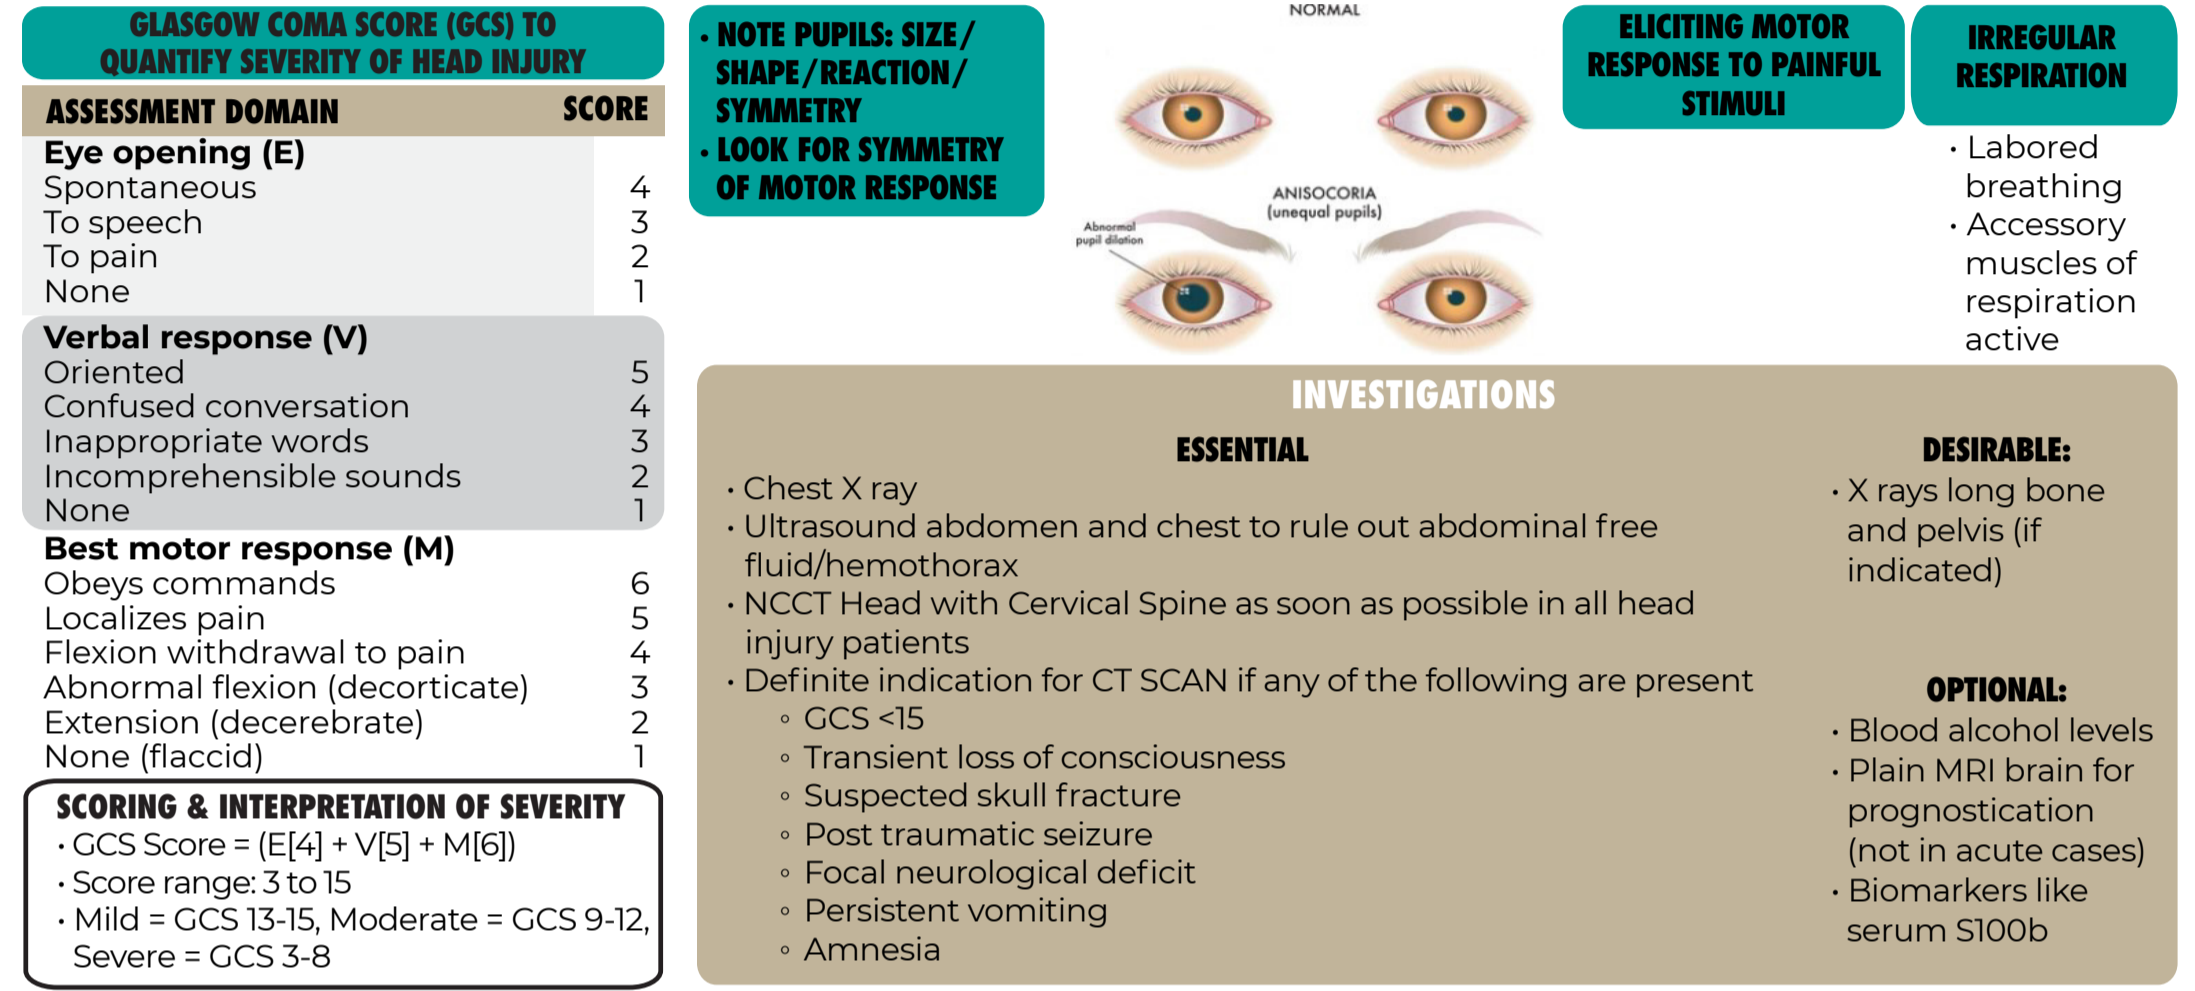 GLASGOW COMA SCORE (GCS) TO
QUANTIFY SEVERITY OF HEAD INJURY
ASSESSMENT DOMAIN SCORE
Eye opening (E)
Spontaneous 4
To speech 3
To pain 2
None 1
Verbal response (V)
Oriented 5
Confused conversation 4
Inappropriate words 3
Incomprehensible sounds 2
None 1
Best motor response (M)
Obeys commands 6
Localizes pain 5
Flexion withdrawal to pain 4
Abnormal flexion (decorticate) 3
Extension (decerebrate) 2
None (flaccid) 1
SCORING & INTERPRETATION OF SEVERITY
• GCS Score = (E[4] + V[5] + M[6])
• Score range: 3 to 15
• Mild = GCS 13-15, Moderate = GCS 9-12,
Severe = GCS 3-8
• NOTE PUPILS: SIZE/
SHAPE/REACTION/
SYMMETRY
• LOOK FOR SYMMETRY
OF MOTOR RESPONSE
NORMAL
ANISOCORIA
(unequal pupils)
Abnormal
pupil dilation
ELICITING MOTOR
RESPONSE TO PAINFUL
STIMULI
IRREGULAR
RESPIRATION
• Labored
breathing
• Accessory
muscles of
respiration
active
INVESTIGATIONS
ESSENTIAL
• Chest X ray
• Ultrasound abdomen and chest to rule out abdominal free
fluid/hemothorax
• NCCT Head with Cervical Spine as soon as possible in all head
injury patients
• Definite indication for CT SCAN if any of the following are present
◦ GCS <15
◦ Transient loss of consciousness
◦ Suspected skull fracture
◦ Post traumatic seizure
◦ Focal neurological deficit
◦ Persistent vomiting
◦ Amnesia
DESIRABLE:
• X rays long bone
and pelvis (if
indicated)
OPTIONAL:
• Blood alcohol levels
• Plain MRI brain for
prognostication
(not in acute cases)
• Biomarkers like
serum S100b